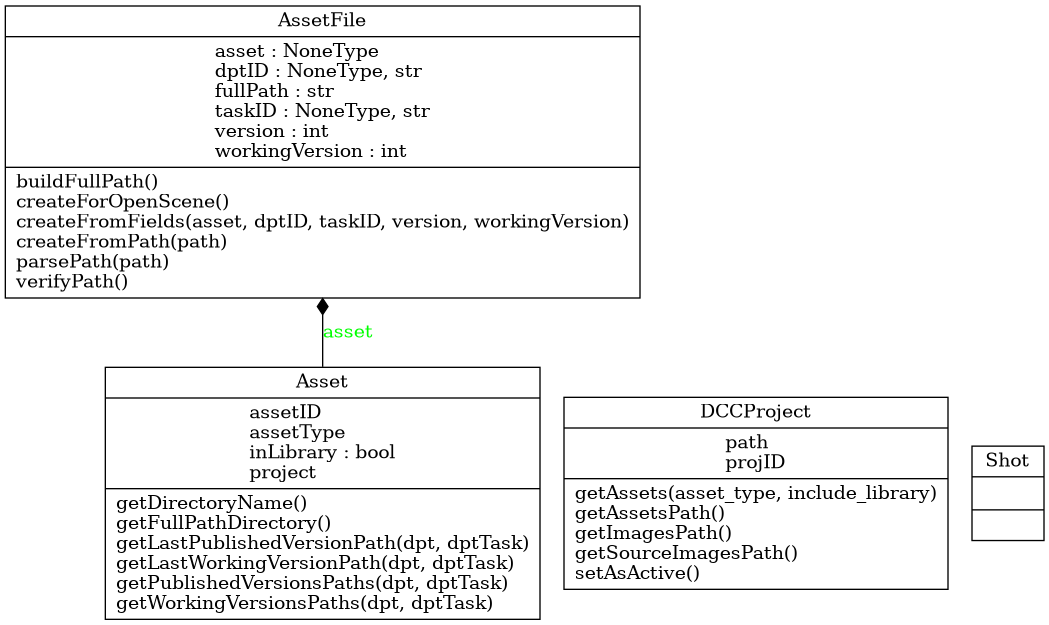 AssetFile
asset : NoneType
dptID : NoneType, str
fullPath : str
taskID : NoneType, str
version : int
workingVersion : int
buildFullPath()
createForOpenScene()
createFromFields(asset, dptID, taskID, version, workingVersion)
createFromPath(path)
parsePath(path)
verifyPath()
asset
Asset
assetID
assetType
inLibrary : bool
project
getDirectoryName()
getFullPathDirectory()
getLastPublishedVersionPath(dpt, dptTask)
getLastWorkingVersionPath(dpt, dptTask)
getPublishedVersionsPaths(dpt, dptTask)
getWorkingVersionsPaths(dpt, dptTask)
DCCProject
path
projID
getAssets(asset_type, include_library)
getAssetsPath()
getImagesPath()
getSourceImagesPath()
setAsActive()
Shot